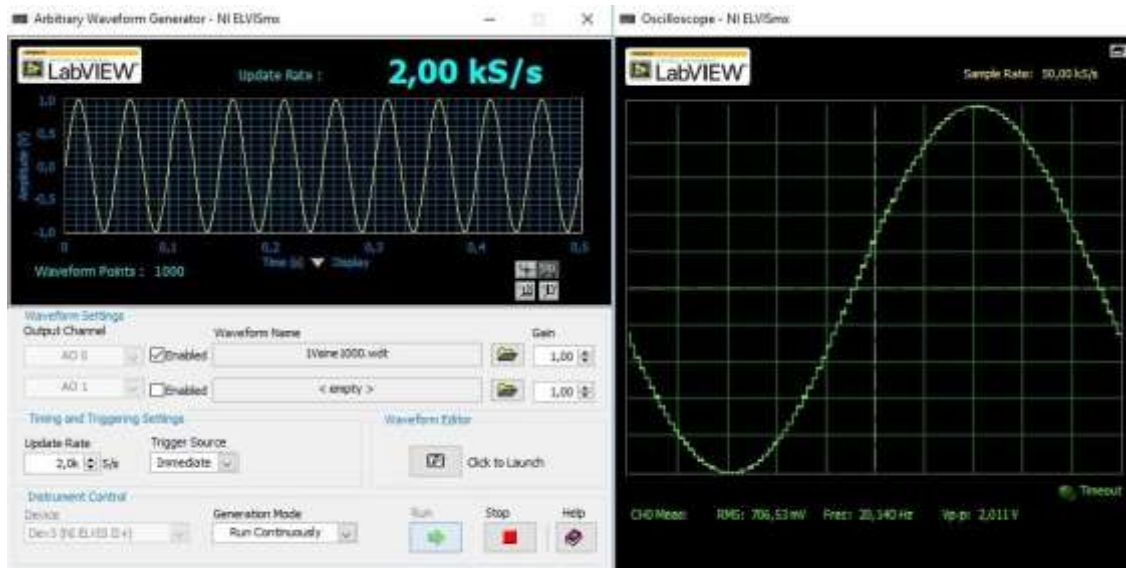 Arbitrary Waveform Generator - NI ELVISmx
LabVIEW
Update Rate :
2,00 kS/s
1,0
0,5
0,0
-0,5
-1,0
Amplitude (V)
0
0,1
0,2
0,3
0,4
0,5
Time (s)
Display
Waveform Points : 1000
Waveform Settings
Output Channel
Waveform Name
Gain
AO 0
Enabled
1Vsine1000.wdt
1,00
AO 1
Enabled
< empty >
1,00
Timing and Triggering Settings
Update Rate
2,0k S/s
Trigger Source
Immediate
Waveform Editor
Click to Launch
Instrument Control
Device
Generation Mode
Run Continuously
Run
Stop
Help
Oscilloscope - NI ELVISmx
LabVIEW
Sample Rate: 50,00 kS/s
Timeout
CH0 Meas: RMS: 706,53 mV Freq: 20,140 Hz Vp-p: 2,011 V